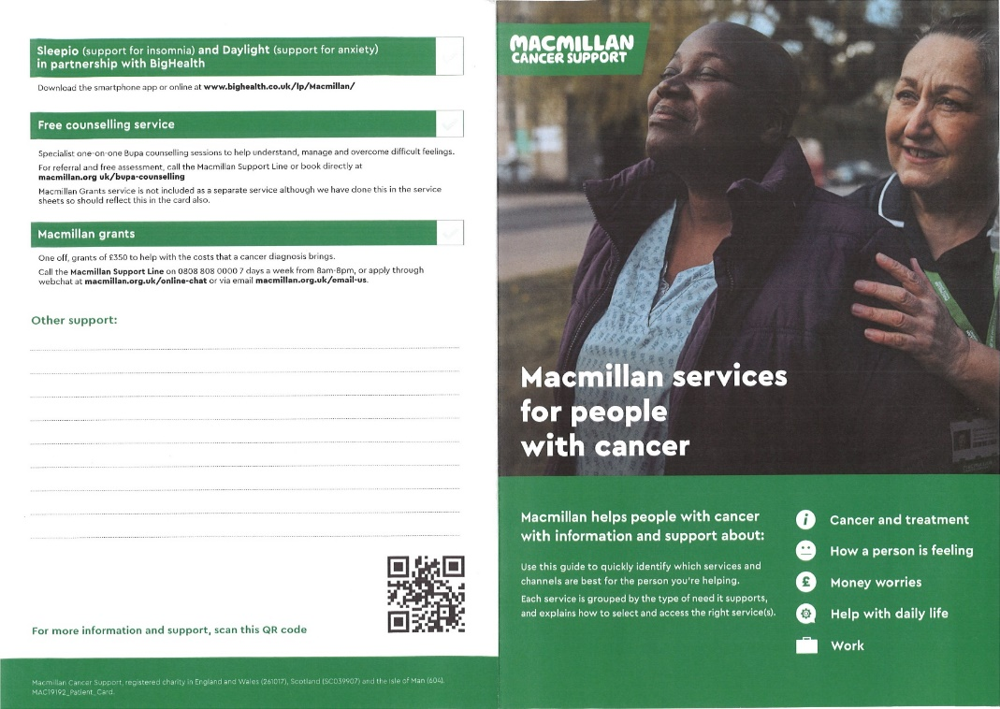 Sleepio (support for insomnia) and Daylight (support for anxiety)
in partnership with BigHealth
Download the smartphone app or online at www.bighealth.co.uk/lp/Macmillan/
Free counselling service
Specialist one-on-one Bupa counselling sessions to help understand, manage and overcome difficult feelings.
For referral and free assessment, call the Macmillan Support Line or book directly at
macmillan.org uk/bupa-counselling
Macmillan Grants service is not included as a separate service although we have done this in the service
sheets so should reflect this in the card also.
Macmillan grants
One off, grants of £350 to help with the costs that a cancer diagnosis brings.
Call the Macmillan Support Line on 0808 808 0000 7 days a week from 8am-8pm, or apply through
webchat at macmillan.org.uk/online-chat or via email macmillan.org.uk/email-us.
Other support:
For more information and support, scan this QR code
Macmillan Cancer Support, registered charity in England and Wales (261017), Scotland (SC039907) and the Isle of Man (604).
MAC19192_Patient_Card.
MACMILLAN
CANCER SUPPORT
Macmillan services
for people
with cancer
Macmillan helps people with cancer
with information and support about:
Use this guide to quickly identify which services and
channels are best for the person you're helping.
Each service is grouped by the type of need it supports,
and explains how to select and access the right service(s).
Cancer and treatment
How a person is feeling
Money worries
Help with daily life
Work